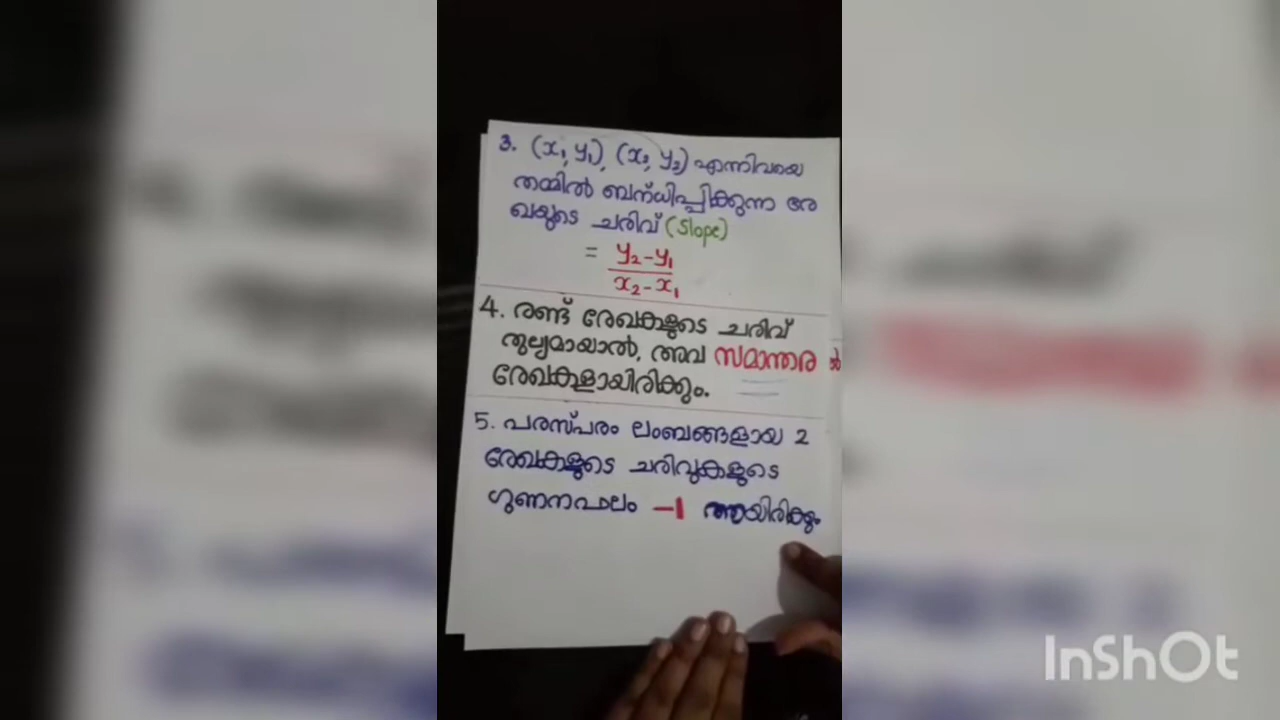 3. (x₁, y₁), (x₂, y₂) എന്നിവയെ
തമ്മിൽ ബന്ധിപ്പിക്കുന്ന രേ
ഖയുടെ ചരിവ് (Slope)
= y₂-y₁
x₂-x₁
4. രണ്ട് രേഖകളുടെ ചരിവ്
തുല്യമായാൽ, അവ സമാന്തര
രേഖകളായിരിക്കും.
5. പരസ്പരം ലംബങ്ങളായ 2
രേഖകളുടെ ചരിവുകളുടെ
ഗുണനഫലം -1 ആയിരിക്കും
InShOt